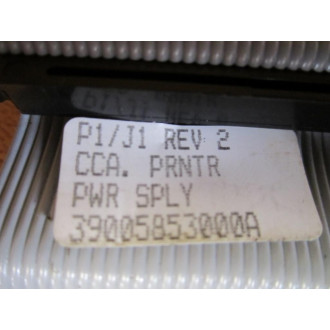 P1/J1 REV 2
CCA. PRNTR
PWR SPLY
39005853000A